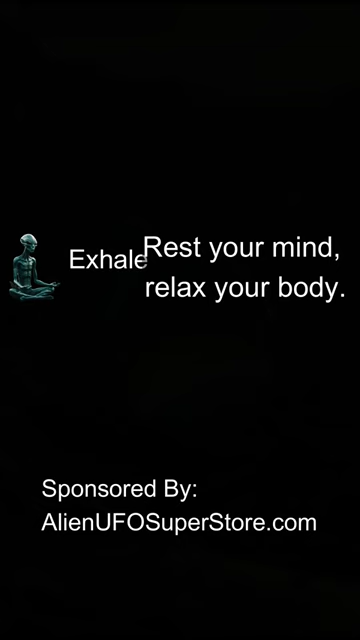 Exhale
Rest your mind,
relax your body.
Sponsored By:
AlienUFOSuperStore.com